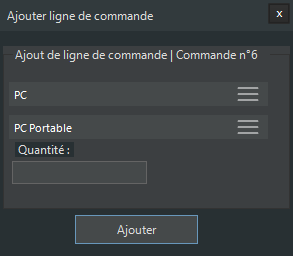 Ajouter ligne de commande
x
Ajout de ligne de commande | Commande n°6
PC
PC Portable
Quantité :
Ajouter